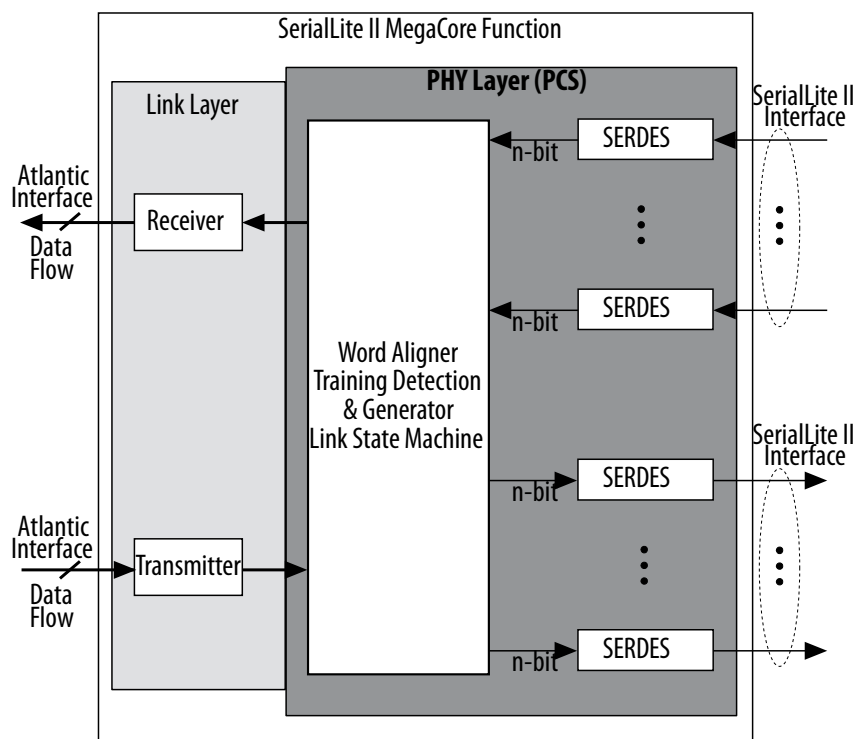 SerialLite II MegaCore Function
PHY Layer (PCS)
Link Layer
SerialLite II
Interface
SERDES
n-bit
Atlantic
Interface
Receiver
Data
Flow
SERDES
n-bit
Word Aligner
Training Detection
& Generator
Link State Machine
SerialLite II
Interface
SERDES
n-bit
Atlantic
Interface
Transmitter
Data
Flow
SERDES
n-bit